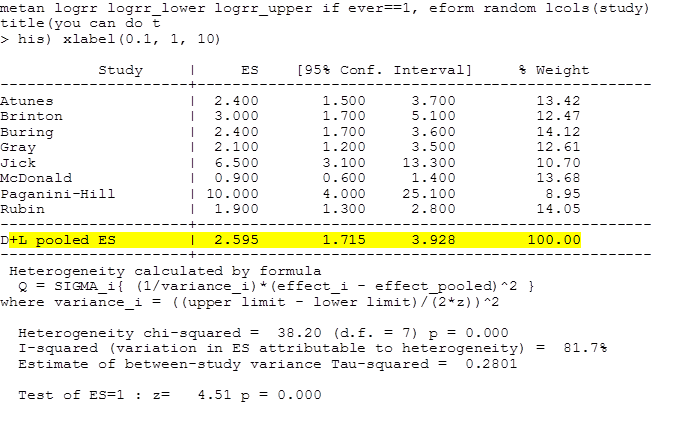 metan logrr logrr_lower logrr_upper if ever==1, eform random lcols(study)
title(you can do t
> his) xlabel(0.1, 1, 10)
Study | ES [95% Conf. Interval] % Weight
---------------------+---------------------------------------------------
Atunes | 2.400 1.500 3.700 13.42
Brinton | 3.000 1.700 5.100 12.47
Buring | 2.400 1.700 3.600 14.12
Gray | 2.100 1.200 3.500 12.61
Jick | 6.500 3.100 13.300 10.70
McDonald | 0.900 0.600 1.400 13.68
Paganini-Hill | 10.000 4.000 25.100 8.95
Rubin | 1.900 1.300 2.800 14.05
---------------------+---------------------------------------------------
D+L pooled ES | 2.595 1.715 3.928 100.00
---------------------+---------------------------------------------------
Heterogeneity calculated by formula
Q = SIGMA_i{ (1/variance_i)*(effect_i - effect_pooled)^2 }
where variance_i = ((upper limit - lower limit)/(2*z))^2
Heterogeneity chi-squared = 38.20 (d.f. = 7) p = 0.000
I-squared (variation in ES attributable to heterogeneity) = 81.7%
Estimate of between-study variance Tau-squared = 0.2801
Test of ES=1 : z= 4.51 p = 0.000